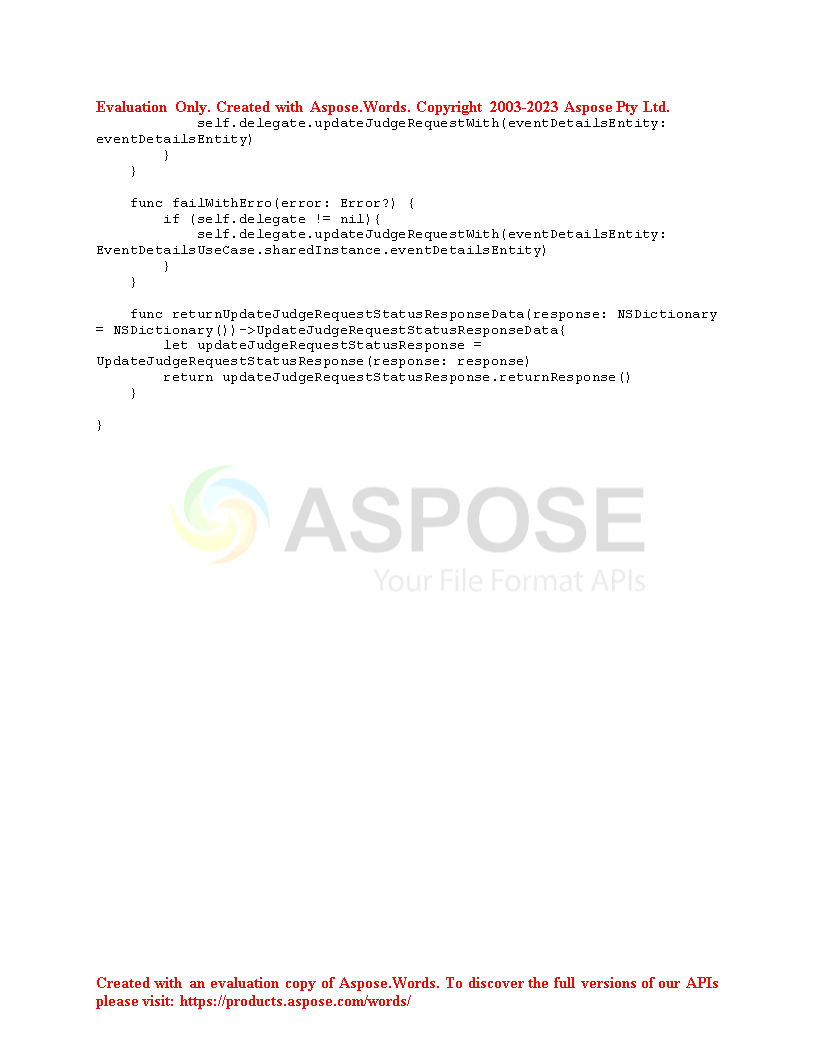 Evaluation Only. Created with Aspose.Words. Copyright 2003-2023 Aspose Pty Ltd.
            self.delegate.updateJudgeRequestWith(eventDetailsEntity:
eventDetailsEntity)
        }
    }

    func failWithErro(error: Error?) {
        if (self.delegate != nil){
            self.delegate.updateJudgeRequestWith(eventDetailsEntity:
EventDetailsUseCase.sharedInstance.eventDetailsEntity)
        }
    }

    func returnUpdateJudgeRequestStatusResponseData(response: NSDictionary
= NSDictionary())->UpdateJudgeRequestStatusResponseData{
        let updateJudgeRequestStatusResponse =
UpdateJudgeRequestStatusResponse(response: response)
        return updateJudgeRequestStatusResponse.returnResponse()
    }

}
ASPOSE
Your File Format APIs
Created with an evaluation copy of Aspose.Words. To discover the full versions of our APIs
please visit: https://products.aspose.com/words/